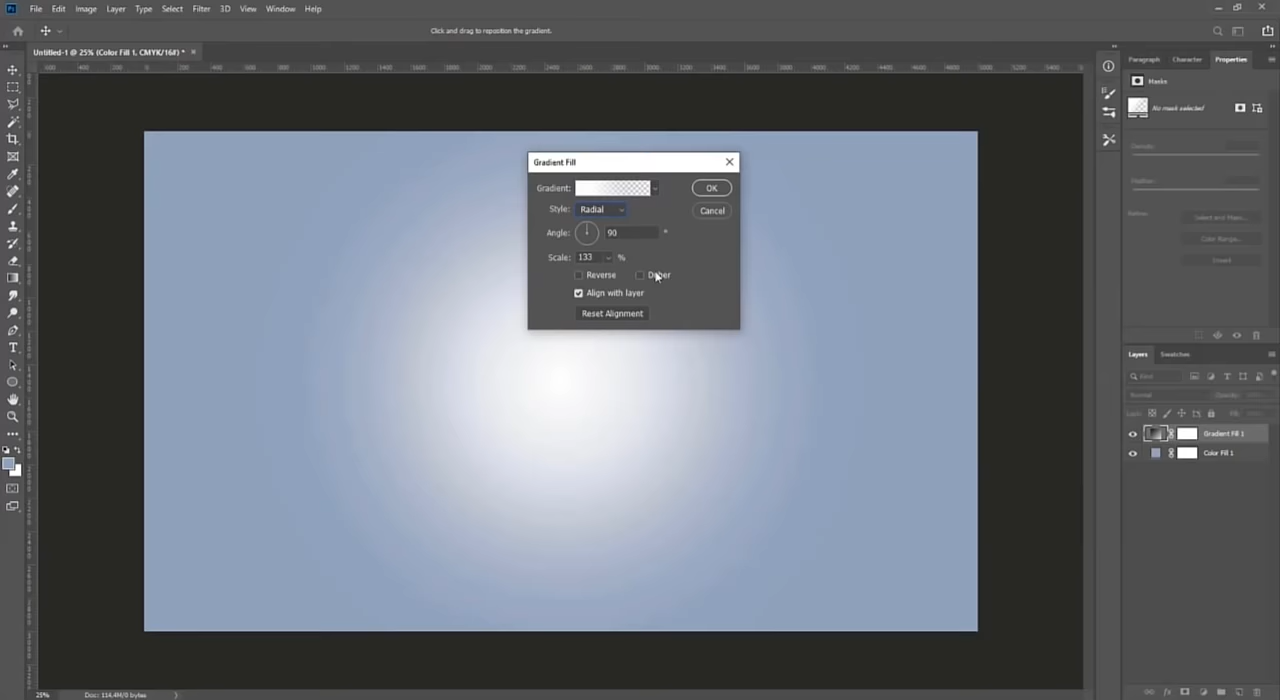 Ps File Edit Image Layer Type Select Filter 3D View Window Help
Click and drag to reposition the gradient.
Untitled-1 @ 25% (Color Fill 1, CMYK/16#) * ×
Paragraph Character Properties
Masks
No mask selected
Density:
Feather:
Refine:
Select and Mask...
Color Range...
Invert
Gradient Fill
Gradient:
OK
Style: Radial
Cancel
Angle: 90 °
Scale: 133 %
Reverse
Align with layer
Reset Alignment
Layers Swatches
Kind
Normal Opacity:
Lock: Fill:
Gradient Fill 1
Color Fill 1
25% Doc: 114.4M/0 bytes